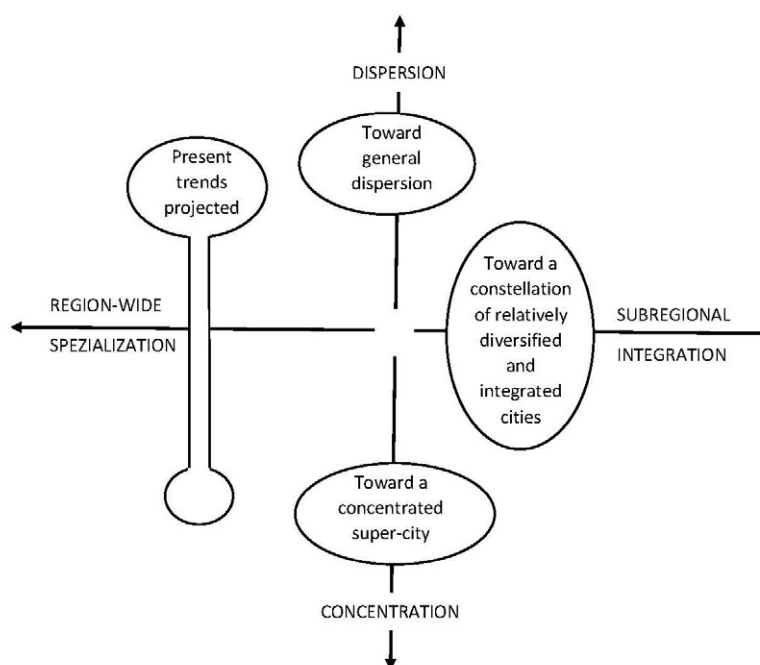 DISPERSION
Toward
general
dispersion
Present
trends
projected
REGION-WIDE
SPEZIALIZATION
Toward a
constellation
of relatively
diversified
and
integrated
cities
SUBREGIONAL
INTEGRATION
Toward a
concentrated
super-city
CONCENTRATION